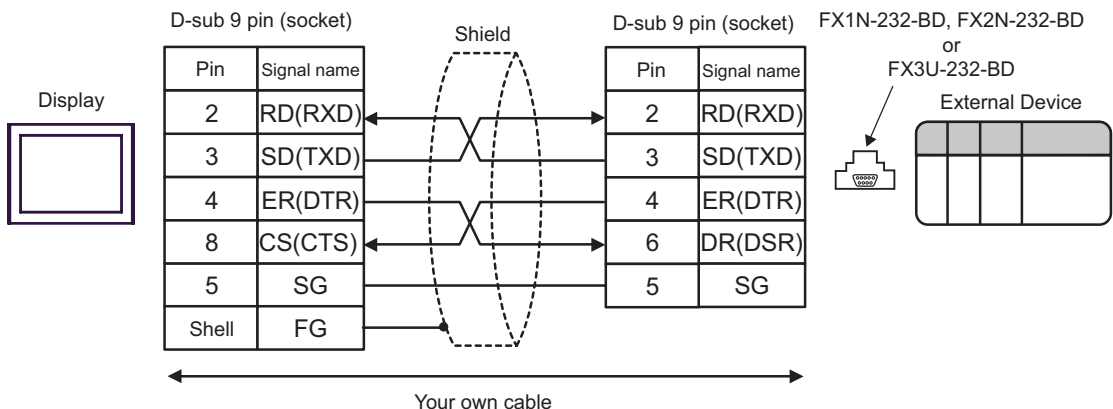 D-sub 9 pin (socket)
Shield
D-sub 9 pin (socket)
FX1N-232-BD, FX2N-232-BD
or
FX3U-232-BD
Display
External Device
Pin Signal name
2 RD(RXD)
3 SD(TXD)
4 ER(DTR)
8 CS(CTS)
5 SG
Shell FG
Pin Signal name
2 RD(RXD)
3 SD(TXD)
4 ER(DTR)
6 DR(DSR)
5 SG
Your own cable